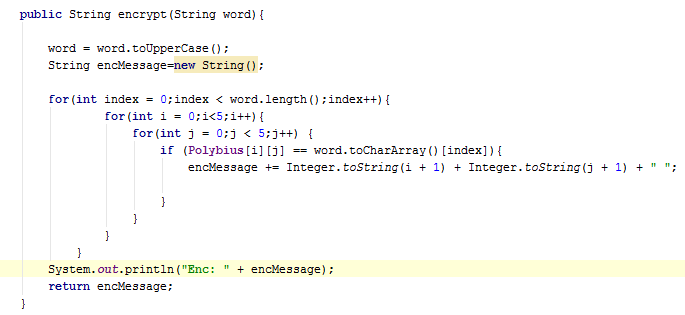 public String encrypt(String word){
word = word.toUpperCase();
String encMessage=new String();
for(int index = 0;index < word.length();index++){
for(int i = 0;i<5;i++){
for(int j = 0;j < 5;j++) {
if (Polybius[i][j] == word.toCharArray()[index]){
encMessage += Integer.toString(i + 1) + Integer.toString(j + 1) + " ";
}
}
}
}
System.out.println("Enc: " + encMessage);
return encMessage;
}